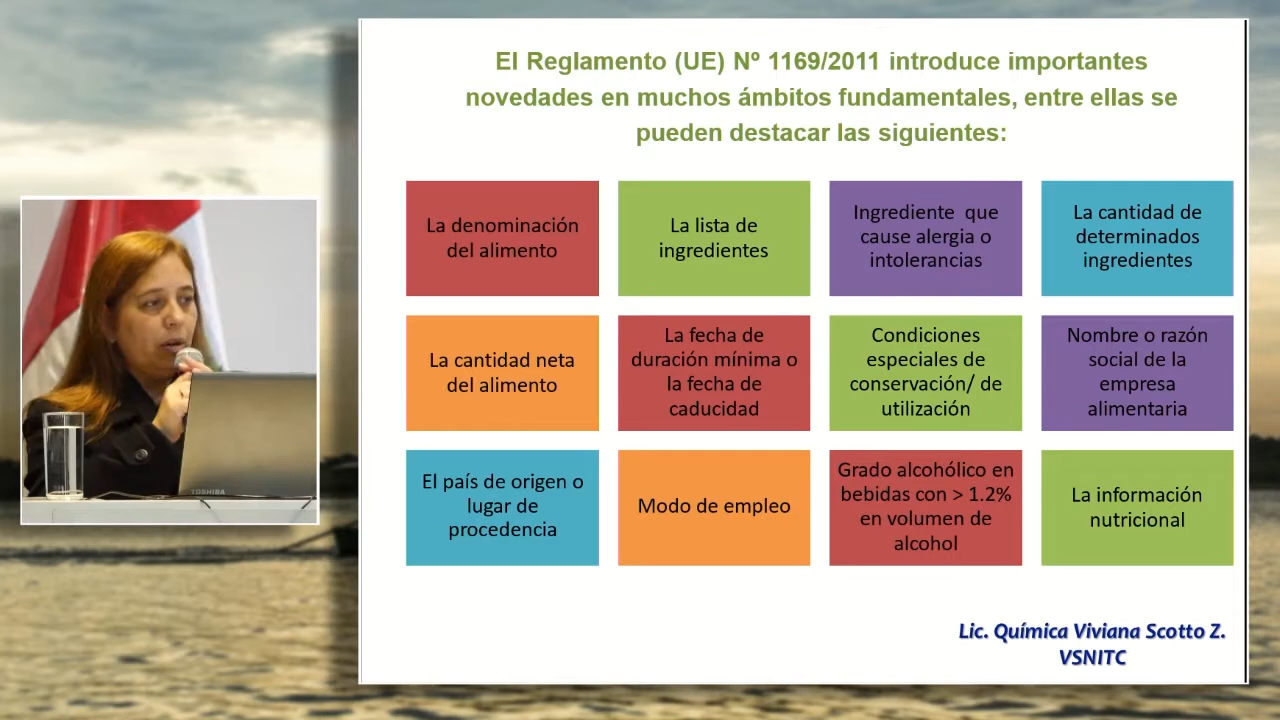 El Reglamento (UE) Nº 1169/2011 introduce importantes
novedades en muchos ámbitos fundamentales, entre ellas se
pueden destacar las siguientes:
La denominación
del alimento
La lista de
ingredientes
Ingrediente que
cause alergia o
intolerancias
La cantidad de
determinados
ingredientes
La cantidad neta
del alimento
La fecha de
duración mínima o
la fecha de
caducidad
Condiciones
especiales de
conservación/ de
utilización
Nombre o razón
social de la
empresa
alimentaria
El país de origen o
lugar de
procedencia
Modo de empleo
Grado alcohólico en
bebidas con > 1.2%
en volumen de
alcohol
La información
nutricional
Lic. Química Viviana Scotto Z.
VSNITC
TOSHIBA